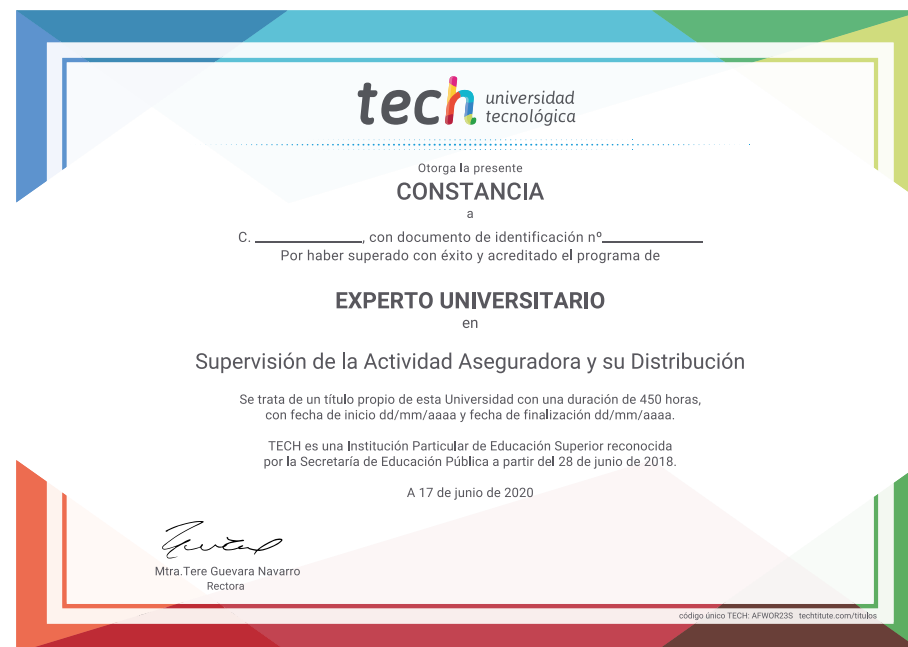 tech universidad
tecnológica
Otorga la presente
CONSTANCIA
a
C. ____________, con documento de identificación nº____________
Por haber superado con éxito y acreditado el programa de
EXPERTO UNIVERSITARIO
en
Supervisión de la Actividad Aseguradora y su Distribución
Se trata de un título propio de esta Universidad con una duración de 450 horas,
con fecha de inicio dd/mm/aaaa y fecha de finalización dd/mm/aaaa.
TECH es una Institución Particular de Educación Superior reconocida
por la Secretaría de Educación Pública a partir del 28 de junio de 2018.
A 17 de junio de 2020
Mtra.Tere Guevara Navarro
Rectora
código único TECH: AFWOR23S techtitute.com/titulos